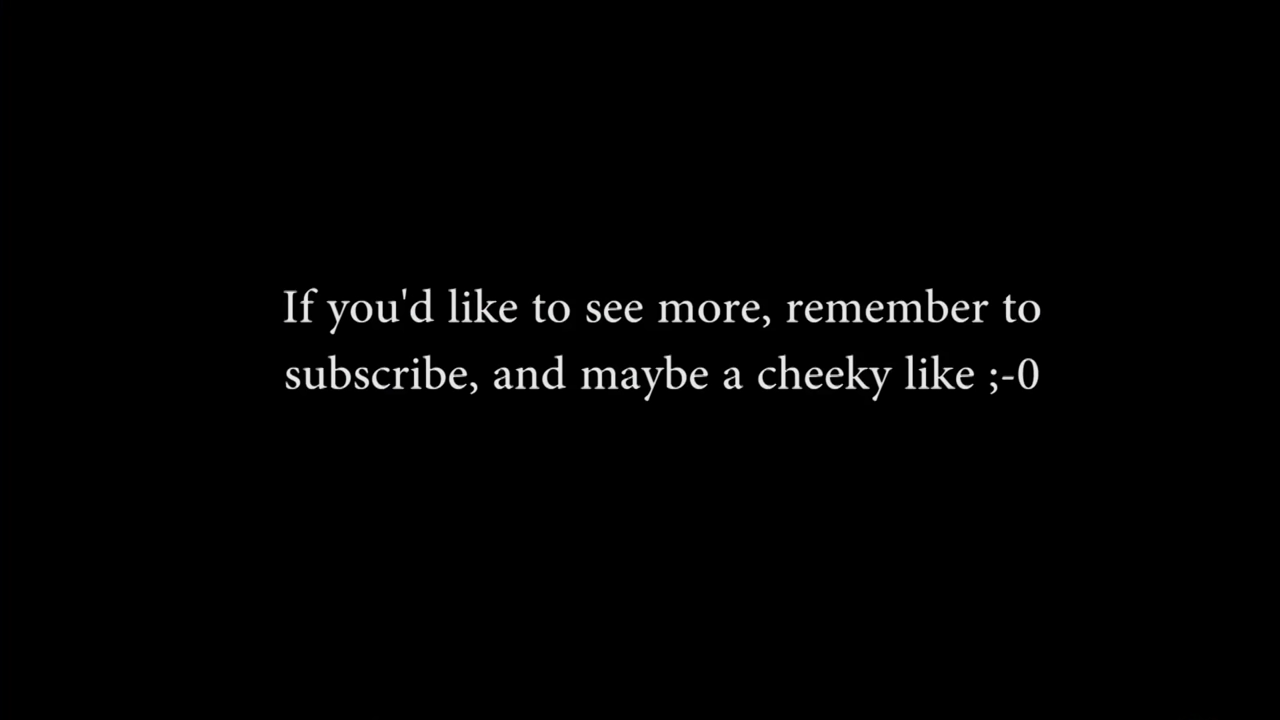 If you'd like to see more, remember to
subscribe, and maybe a cheeky like ;-0